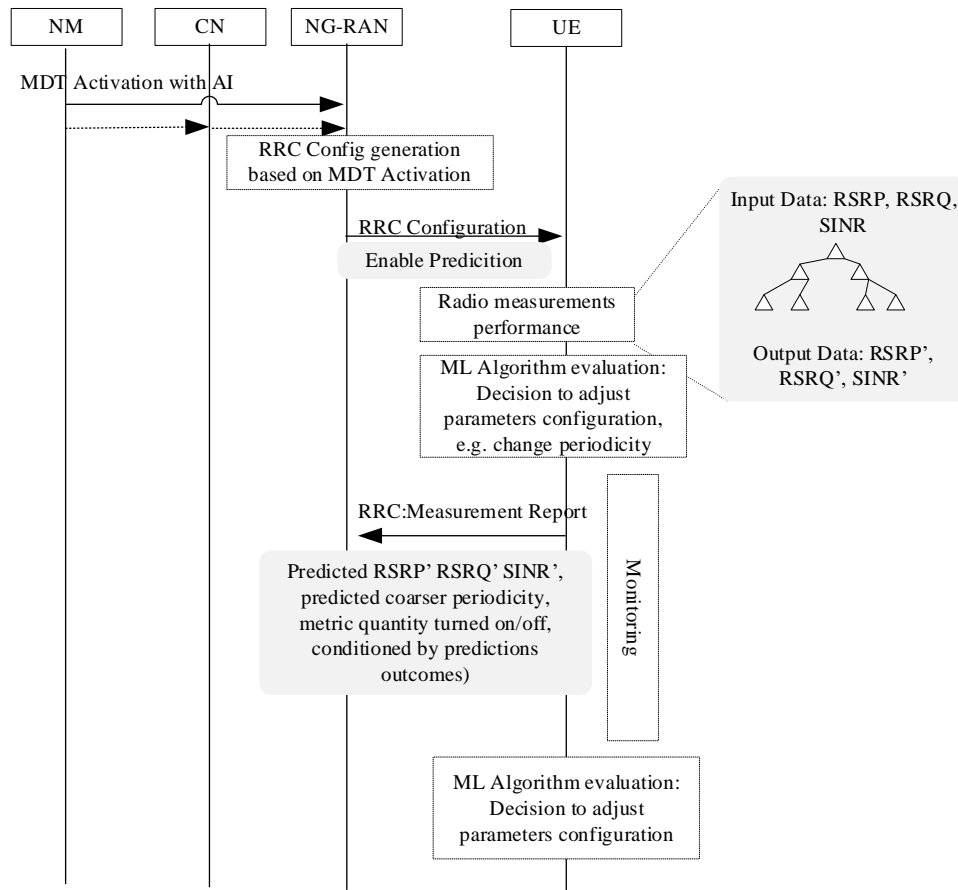 NM
CN
NG-RAN
UE
MDT Activation with AI
RRC Config generation
based on MDT Activation
RRC Configuration
Enable Predicition
Input Data: RSRP, RSRQ,
SINR
Output Data: RSRP’,
RSRQ’, SINR’
Radio measurements
performance
ML Algorithm evaluation:
Decision to adjust
parameters configuration,
e.g. change periodicity
RRC:Measurement Report
Predicted RSRP’ RSRQ’ SINR’,
predicted coarser periodicity,
metric quantity turned on/off,
conditioned by predictions
outcomes)
Monitoring
ML Algorithm evaluation:
Decision to adjust
parameters configuration